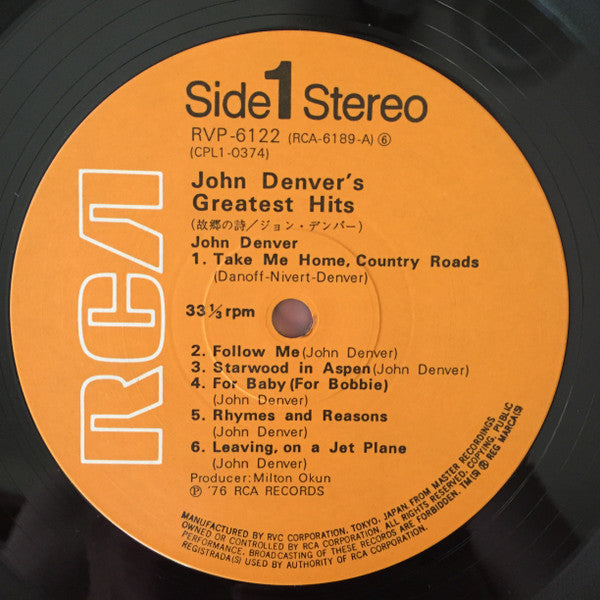 RCA
Side 1 Stereo
RVP-6122 (RCA-6189-A) ⑥
(CPL1-0374)
John Denver's
Greatest Hits
(故郷の詩/ジョン・デンバー)
John Denver
1. Take Me Home, Country Roads
(Danoff-Nivert-Denver)
33 1/3 rpm
2. Follow Me (John Denver)
3. Starwood in Aspen (John Denver)
4. For Baby (For Bobbie)
(John Denver)
5. Rhymes and Reasons
(John Denver)
6. Leaving, on a Jet Plane
(John Denver)
Producer: Milton Okun
℗ '76 RCA RECORDS
MANUFACTURED BY RVC CORPORATION, TOKYO, JAPAN FROM MASTER RECORDINGS
OWNED OR CONTROLLED BY RCA CORPORATION. ALL RIGHTS RESERVED. COPYING, PUBLIC
PERFORMANCE, BROADCASTING OF THESE RECORDS ARE FORBIDDEN. TM(S) ® REG MARCA(S)
REGISTRADA(S) USED BY AUTHORITY OF RCA CORPORATION.